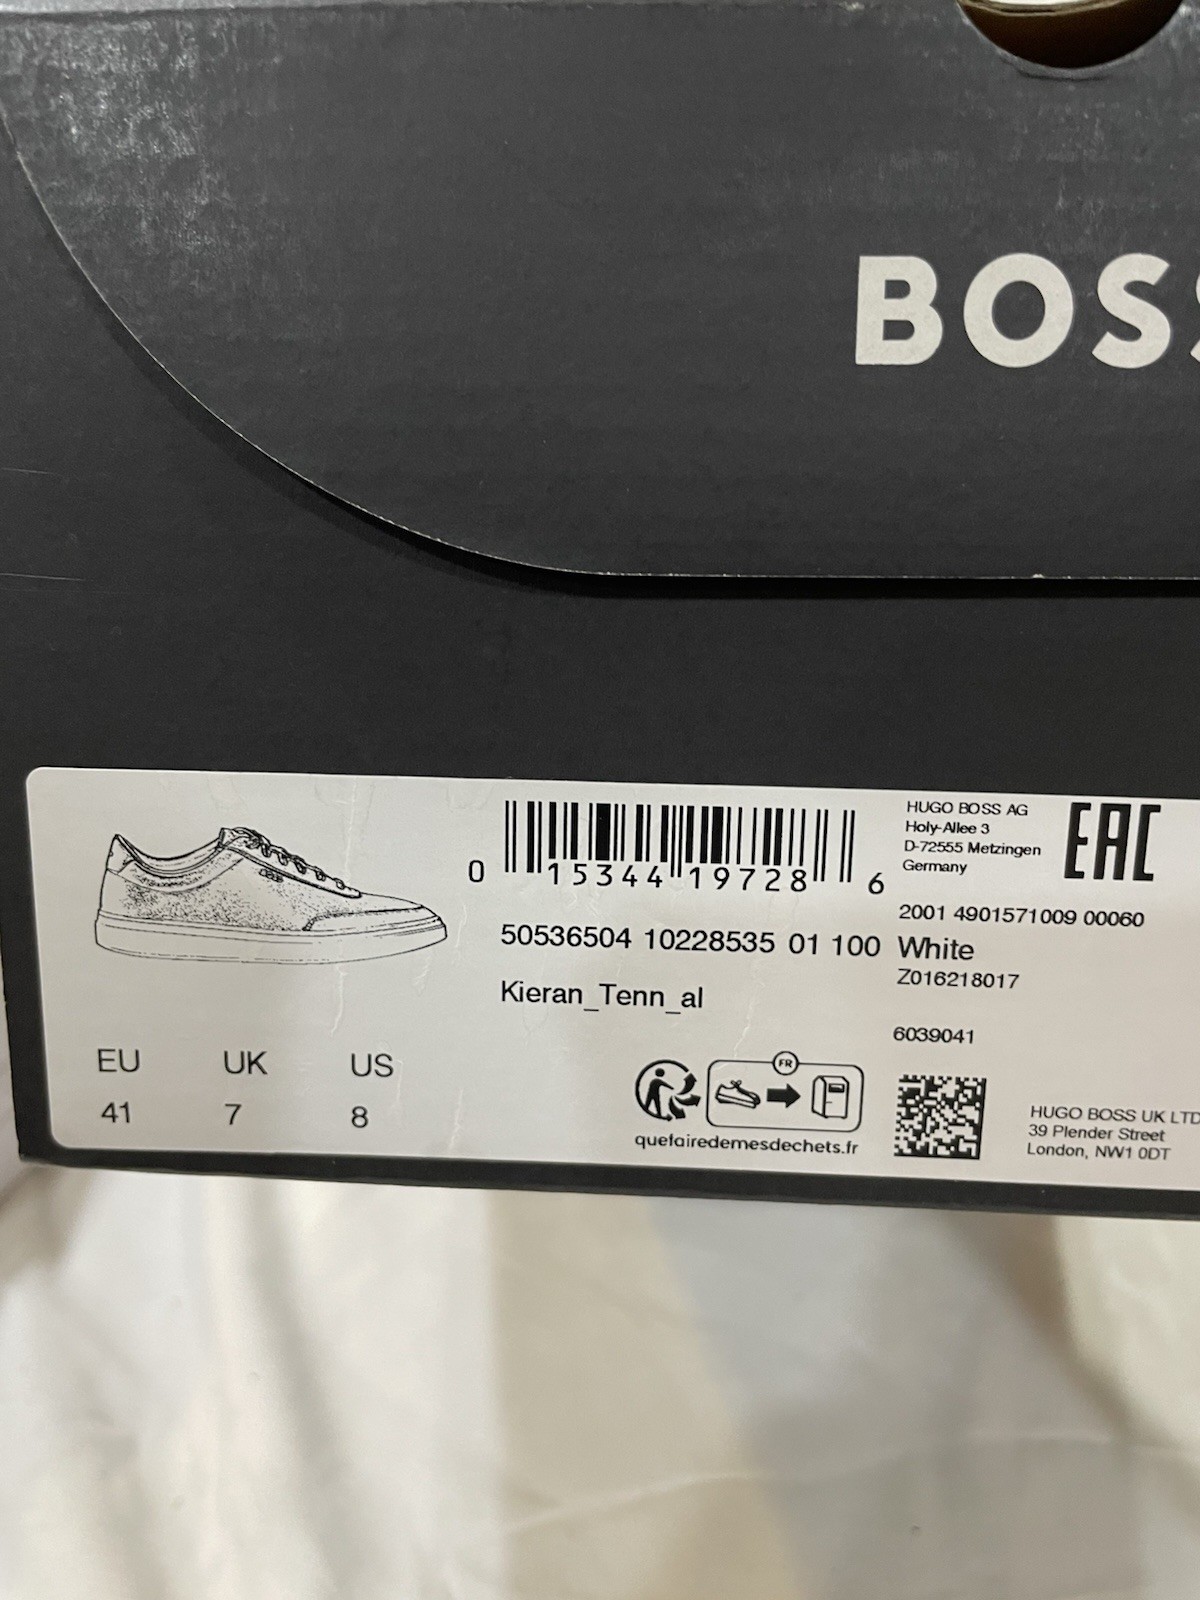 BOSS
0 15344 19728 6
50536504 10228535 01 100 White
Kieran_Tenn_al
HUGO BOSS AG
Holy-Allee 3
D-72555 Metzingen
Germany
EAC
2001 4901571009 00060
Z016218017
6039041
EU UK US
41 7 8
FR
quefairedemesdechets.fr
HUGO BOSS UK LTD
39 Plender Street
London, NW1 0DT